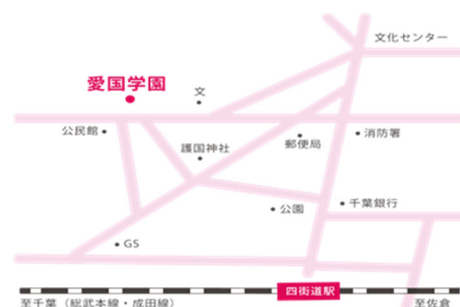 文化センター
愛国学園
文
公民館
護国神社
郵便局
消防署
公園
千葉銀行
GS
四街道駅
至千葉（総武本線・成田線）
至佐倉